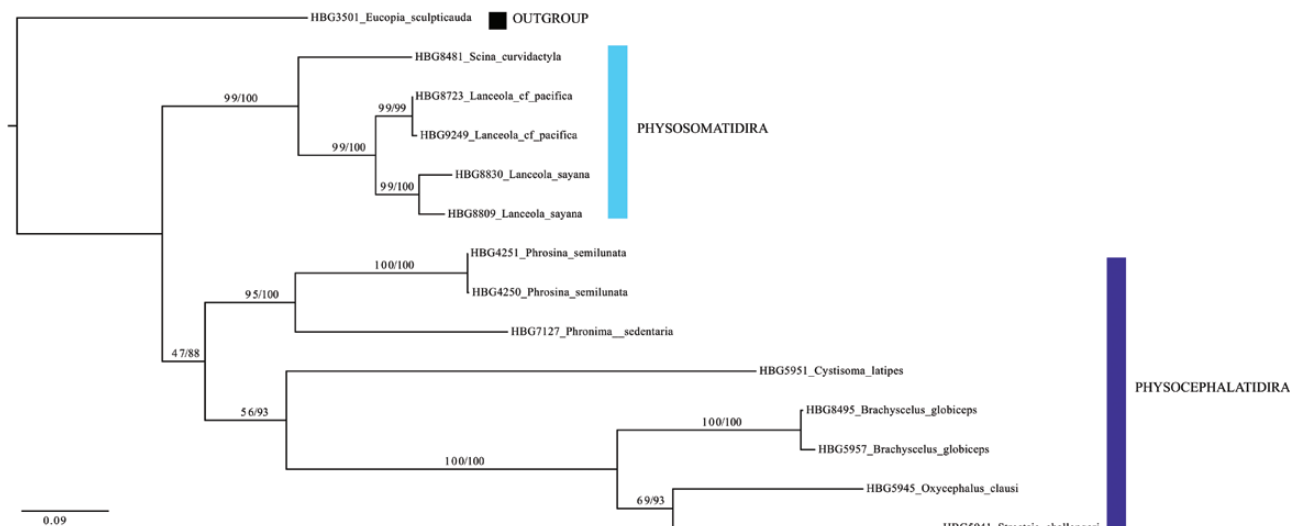 HBG3501_Eucopia_sculpticauda
OUTGROUP
HBG8481_Scina_curvidactyla
99/100
HBG8723_Lanceola_cf_pacifica
99/99
HBG9249_Lanceola_cf_pacifica
PHYSOSOMATIDIRA
99/100
HBG8830_Lanceola_sayana
99/100
HBG8809_Lanceola_sayana
HBG4251_Phrosina_semilunata
100/100
HBG4250_Phrosina_semilunata
95/100
HBG7127_Phronima__sedentaria
47/88
HBG5951_Cystisoma_latipes
PHYSOCEPHALATIDIRA
56/93
HBG8495_Brachyscelus_globiceps
100/100
HBG5957_Brachyscelus_globiceps
100/100
HBG5945_Oxycephalus_clausi
69/93
0.09